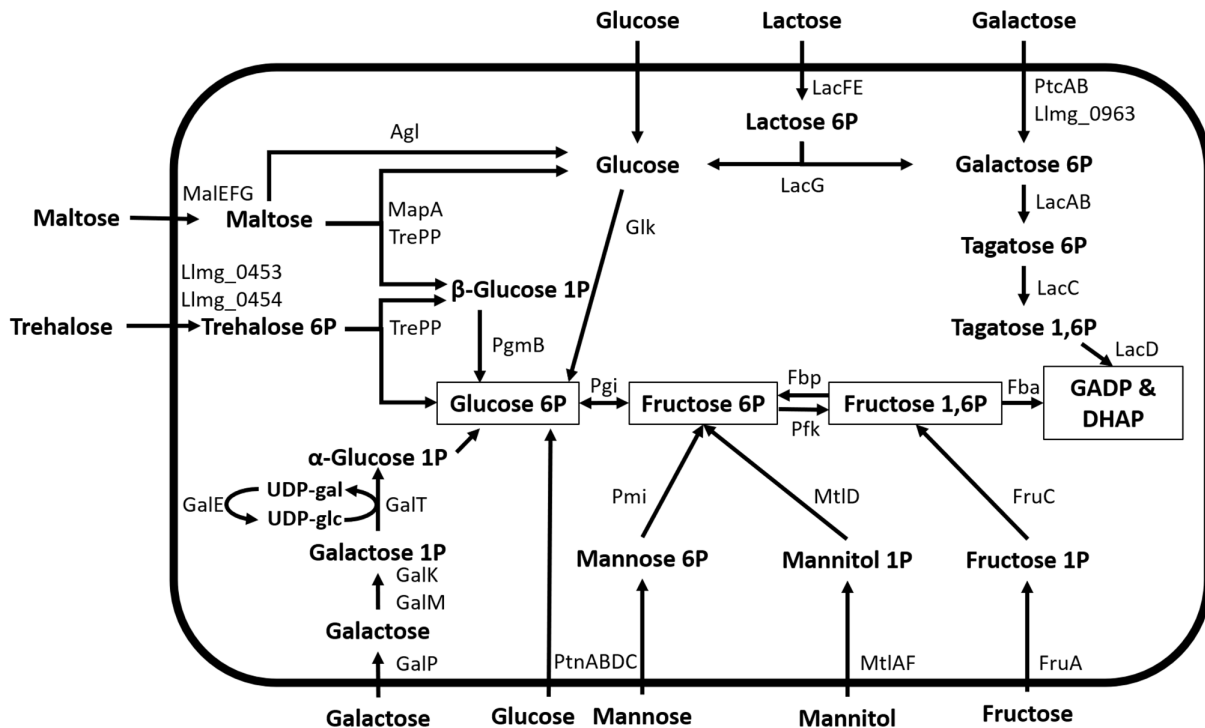 Glucose
Lactose
Galactose
LacFE
PtcAB
Llmg_0963
Lactose 6P
Agl
Glucose
LacG
Galactose 6P
MalEFG
LacAB
Maltose
Maltose
MapA
TrePP
Glk
Tagatose 6P
Llmg_0453
Llmg_0454
β-Glucose 1P
LacC
Trehalose
Trehalose 6P
TrePP
PgmB
Tagatose 1,6P
LacD
Glucose 6P
Pgi
Fructose 6P
Fbp
Pfk
Fructose 1,6P
Fba
GADP &
DHAP
α-Glucose 1P
GalE
UDP-gal
UDP-glc
GalT
Pmi
MtlD
FruC
Galactose 1P
Mannose 6P
Mannitol 1P
Fructose 1P
GalK
GalM
Galactose
GalP
PtnABDC
MtlAF
FruA
Galactose
Glucose
Mannose
Mannitol
Fructose